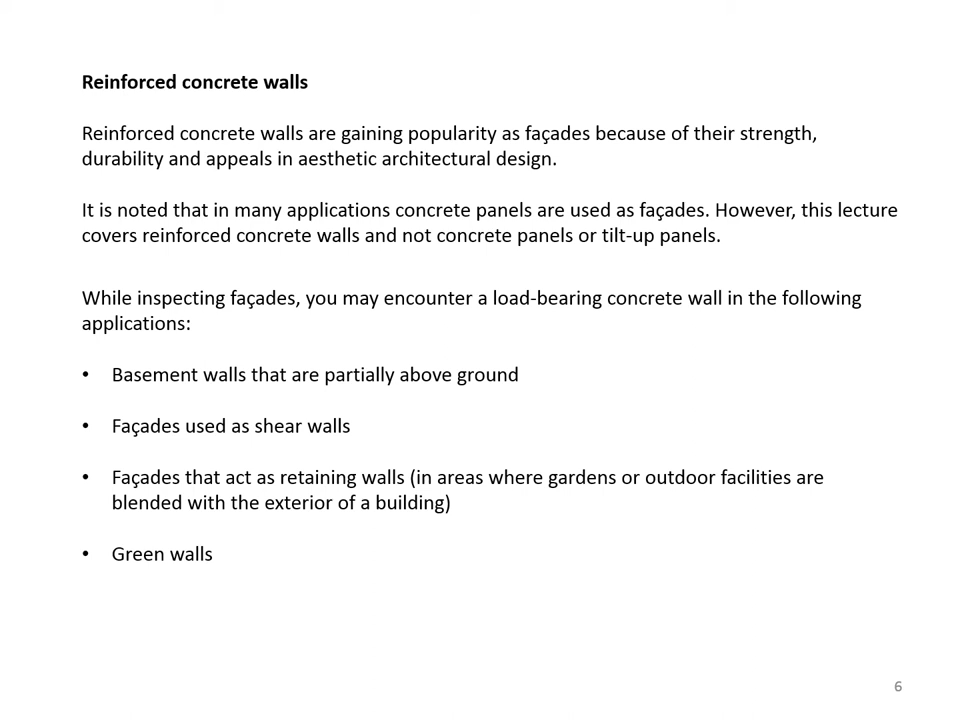 Reinforced concrete walls
Reinforced concrete walls are gaining popularity as façades because of their strength,
durability and appeals in aesthetic architectural design.
It is noted that in many applications concrete panels are used as façades. However, this lecture
covers reinforced concrete walls and not concrete panels or tilt-up panels.
While inspecting façades, you may encounter a load-bearing concrete wall in the following
applications:
• Basement walls that are partially above ground
• Façades used as shear walls
• Façades that act as retaining walls (in areas where gardens or outdoor facilities are
blended with the exterior of a building)
• Green walls
6